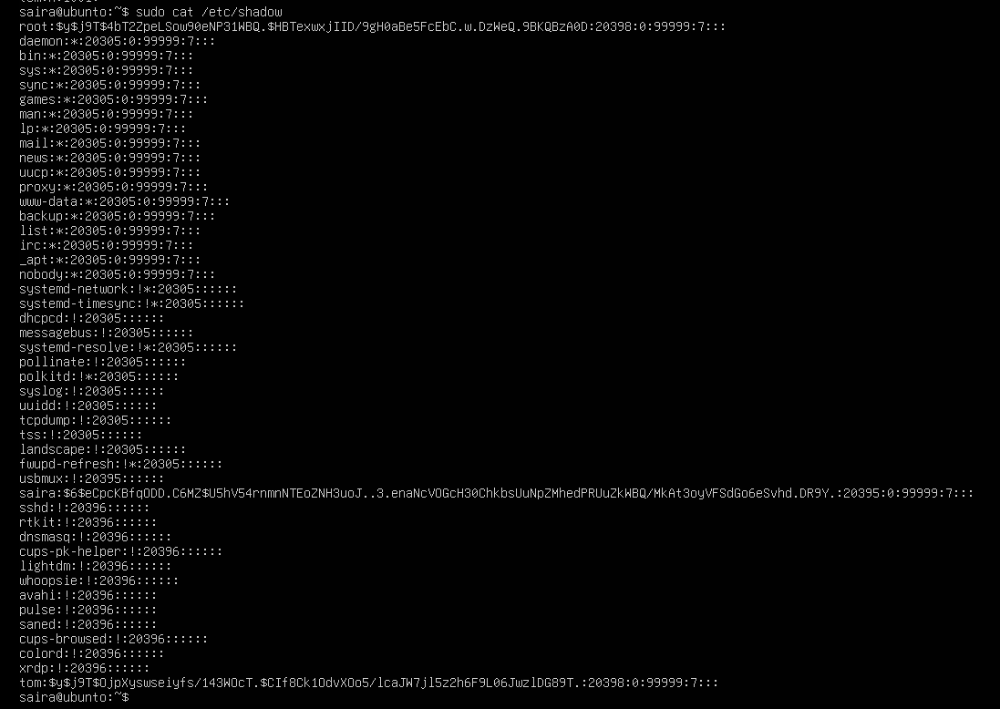 saira@ubunto:~$ sudo cat /etc/shadow
root:$y$j9T$4bT2ZpeLSow90eNP31WBQ.$HBTexwxjIID/9gH0aBe5FcEbC.w.DzWeQ.9BKQBzA0D:20398:0:99999:7:::
daemon:*:20305:0:99999:7:::
bin:*:20305:0:99999:7:::
sys:*:20305:0:99999:7:::
sync:*:20305:0:99999:7:::
games:*:20305:0:99999:7:::
man:*:20305:0:99999:7:::
lp:*:20305:0:99999:7:::
mail:*:20305:0:99999:7:::
news:*:20305:0:99999:7:::
uucp:*:20305:0:99999:7:::
proxy:*:20305:0:99999:7:::
www-data:*:20305:0:99999:7:::
backup:*:20305:0:99999:7:::
list:*:20305:0:99999:7:::
irc:*:20305:0:99999:7:::
_apt:*:20305:0:99999:7:::
nobody:*:20305:0:99999:7:::
systemd-network:!*:20305::::::
systemd-timesync:!*:20305::::::
dhcpcd:!:20305::::::
messagebus:!:20305::::::
systemd-resolve:!*:20305::::::
pollinate:!:20305::::::
polkitd:!*:20305::::::
syslog:!:20305::::::
uuidd:!:20305::::::
tcpdump:!:20305::::::
tss:!:20305::::::
landscape:!:20305::::::
fwupd-refresh:!*:20305::::::
usbmux:!:20395::::::
saira:$6$eCpcKBfqODD.C6MZ$U5hV54rnmnNTEoZNH3uoJ..3.enaNcVOGcH30ChkbsUuNpZMhedPRUuZkWBQ/MkAt3oyVFSdGo6eSvhd.DR9Y.:20395:0:99999:7:::
sshd:!:20396::::::
rtkit:!:20396::::::
dnsmasq:!:20396::::::
cups-pk-helper:!:20396::::::
lightdm:!:20396::::::
whoopsie:!:20396::::::
avahi:!:20396::::::
pulse:!:20396::::::
saned:!:20396::::::
cups-browsed:!:20396::::::
colord:!:20396::::::
xrdp:!:20396::::::
tom:$y$j9T$OjpXyswseiyfs/143WOcT.$CIf8Ck1OdvXOo5/lcaJW7jl5z2h6F9L06JwzlDG89T.:20398:0:99999:7:::
saira@ubunto:~$